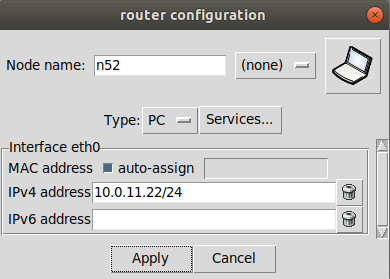 router configuration
Node name: n52 (none)
Type: PC Services...
Interface eth0
MAC address auto-assign
IPv4 address 10.0.11.22/24
IPv6 address
Apply Cancel